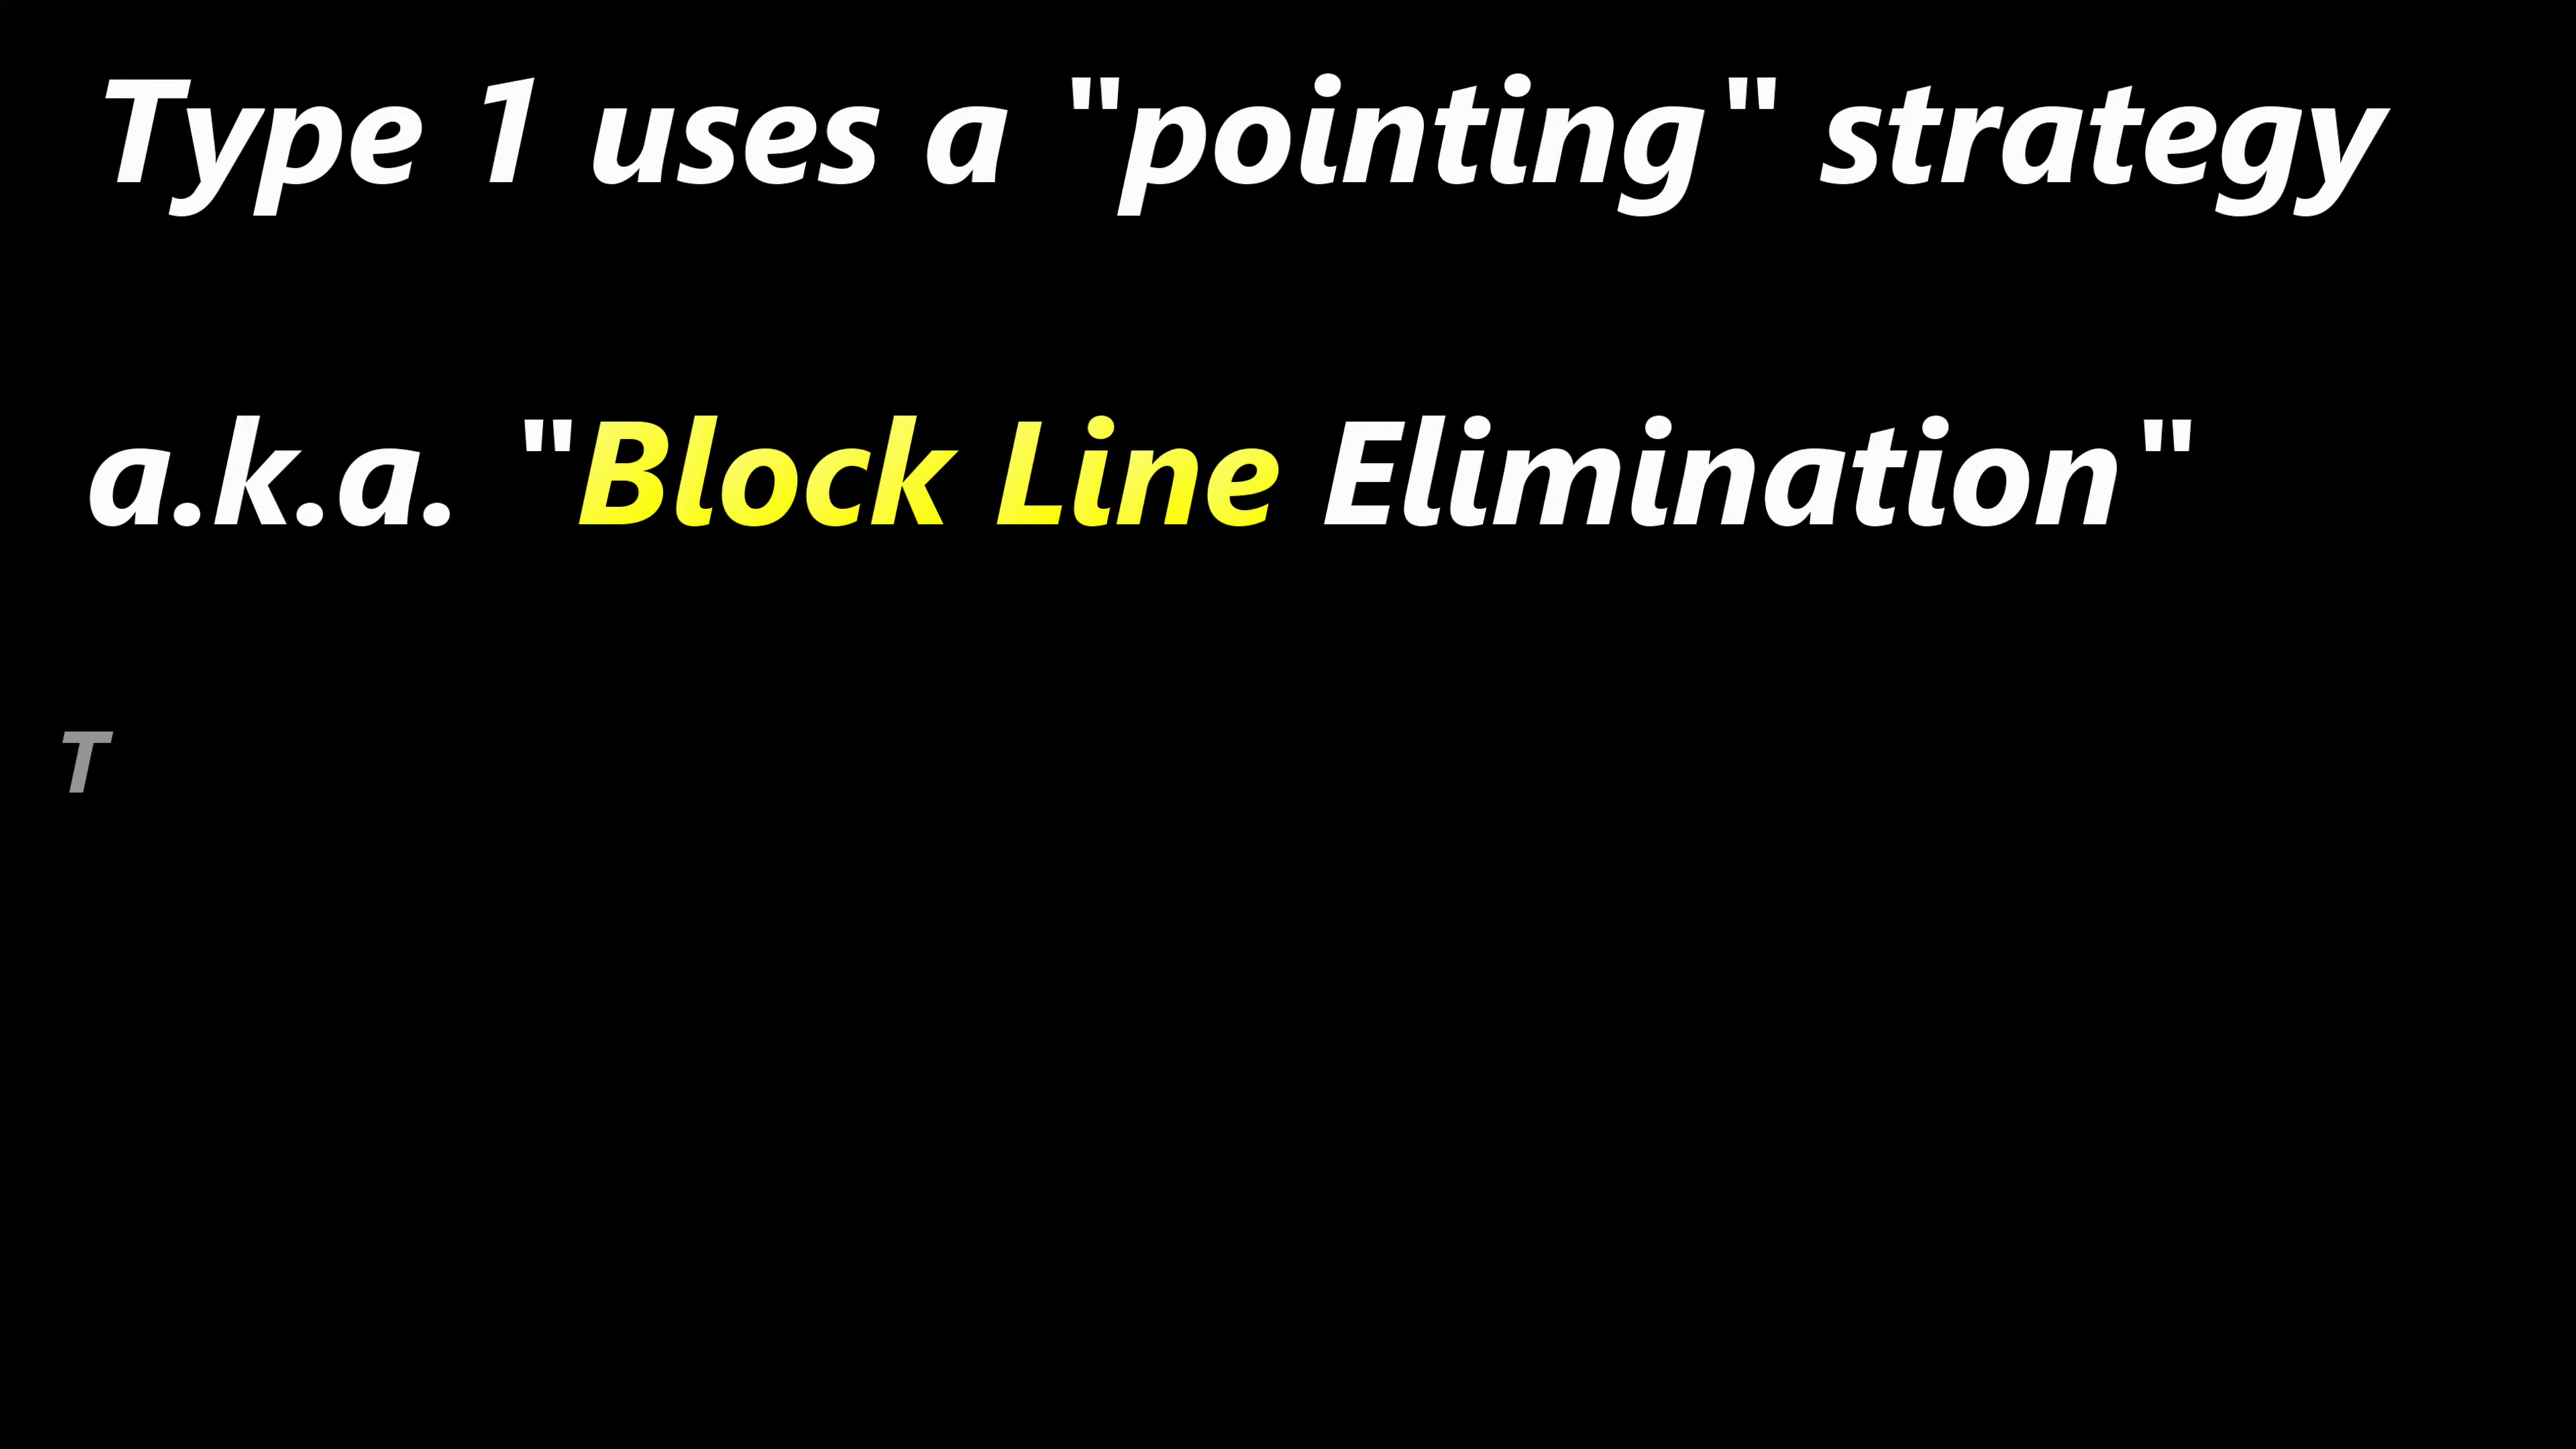 Type 1 uses a "pointing" strategy
a.k.a. "Block Line Elimination"
T